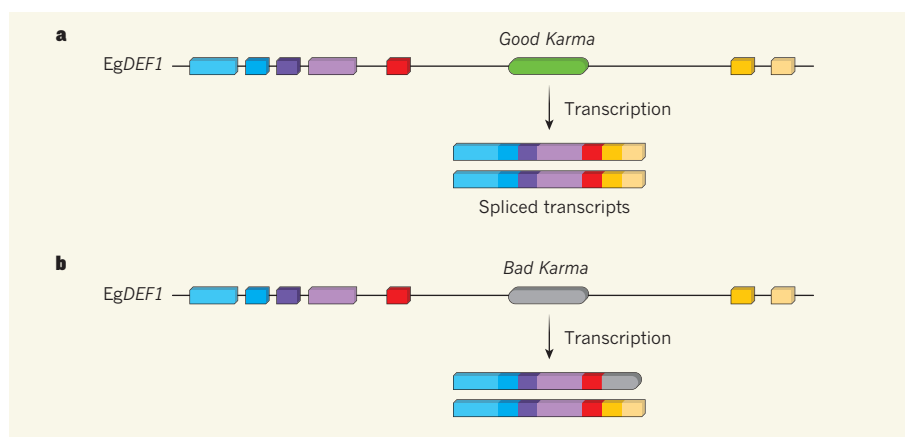 a
Good Karma
EgDEF1
Transcription
Spliced transcripts
b
Bad Karma
EgDEF1
Transcription